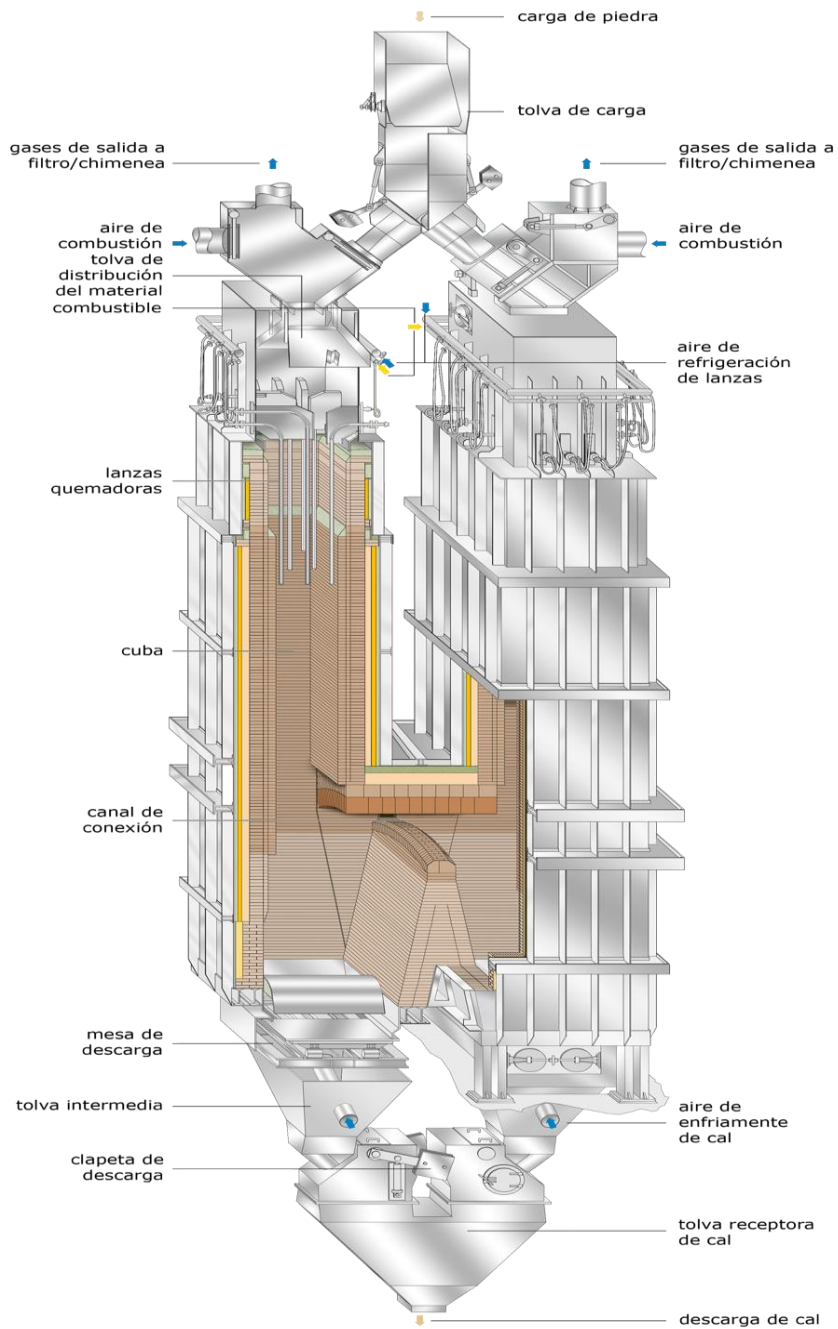 carga de piedra
tolva de carga
gases de salida a
filtro/chimenea
gases de salida a
filtro/chimenea
aire de
combustión
tolva de
distribución
del material
combustible
aire de
combustión
aire de
refrigeración
de lanzas
lanzas
quemadoras
cuba
canal de
conexión
mesa de
descarga
tolva intermedia
aire de
enfriamente
de cal
clapeta de
descarga
tolva receptora
de cal
descarga de cal